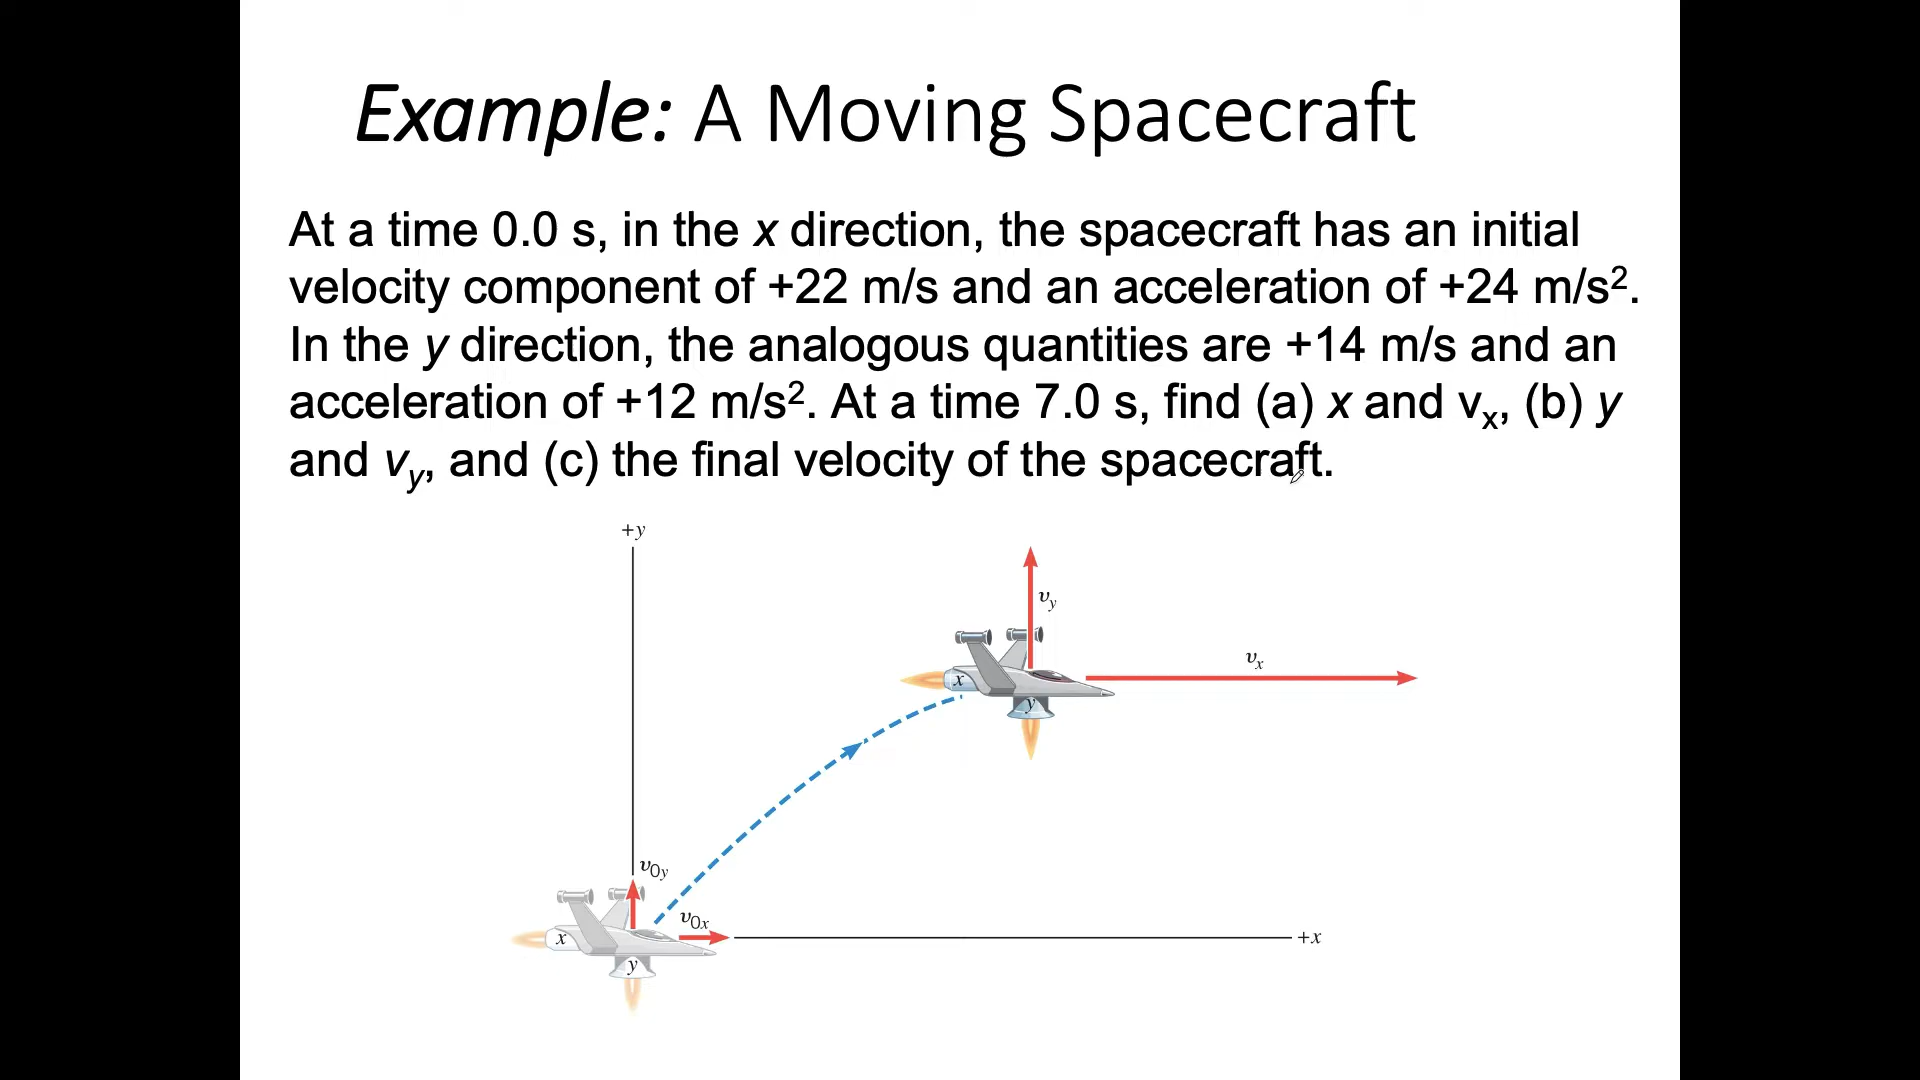 Example: A Moving Spacecraft
At a time 0.0 s, in the x direction, the spacecraft has an initial
velocity component of +22 m/s and an acceleration of +24 m/s².
In the y direction, the analogous quantities are +14 m/s and an
acceleration of +12 m/s². At a time 7.0 s, find (a) x and vₓ, (b) y
and v_y, and (c) the final velocity of the spacecraft.
+y
v_y
vₓ
x
y
v₀y
v₀ₓ
x
+x
y